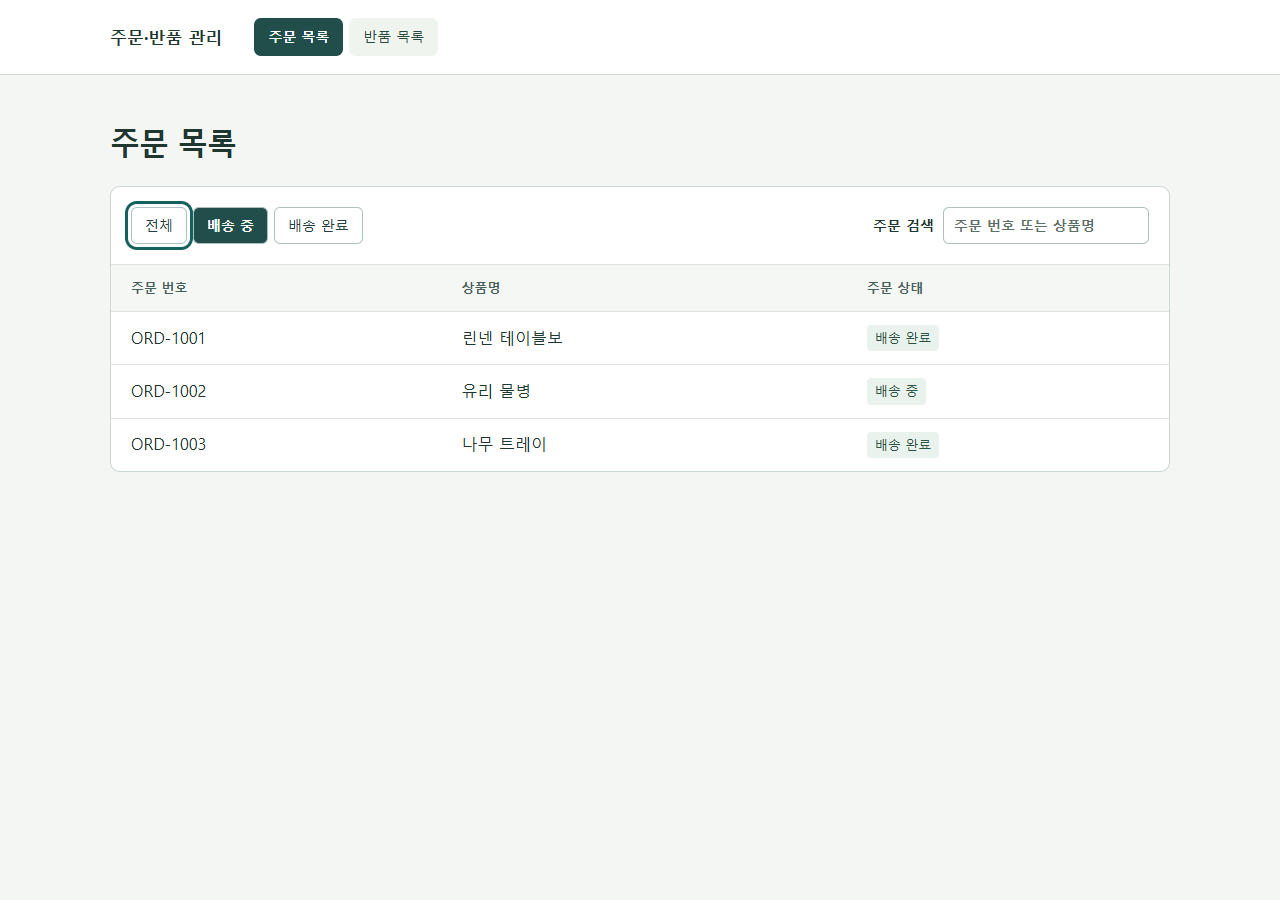 주문·반품 관리 주문 목록 반품 목록
주문 목록
전체 배송 중 배송 완료 주문 검색 주문 번호 또는 상품명
주문 번호 상품명 주문 상태
ORD-1001 린넨 테이블보 배송 완료
ORD-1002 유리 물병 배송 중
ORD-1003 나무 트레이 배송 완료